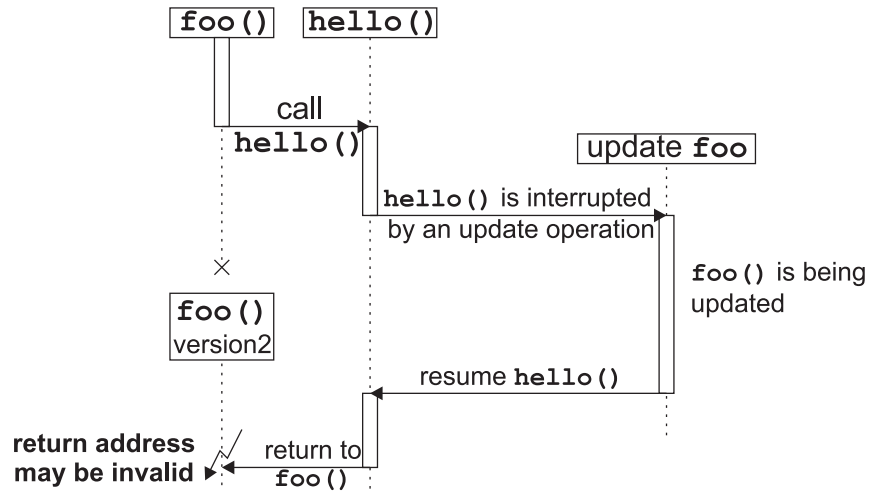 foo()
hello()
call
hello()
update foo
hello() is interrupted
by an update operation
foo() is being
updated
foo()
version2
resume hello()
return address
may be invalid
return to
foo()